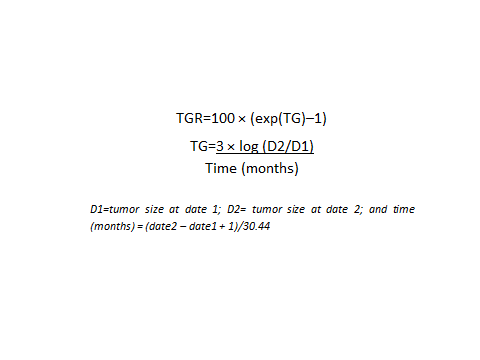 TGR=100 × (exp(TG)–1)
TG=3 × log (D2/D1)
Time (months)
D1=tumor size at date 1; D2= tumor size at date 2; and time
(months) = (date2 – date1 + 1)/30.44